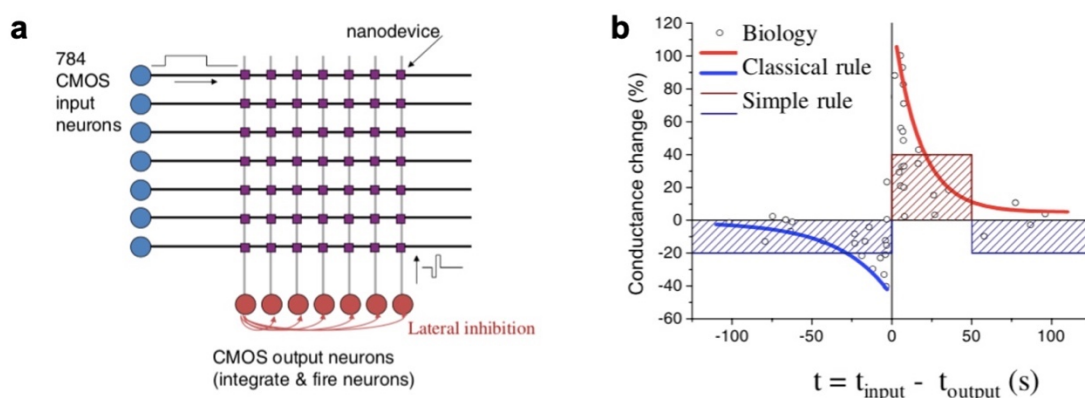 a
784
CMOS
input
neurons
nanodevice
Lateral inhibition
CMOS output neurons
(integrate & fire neurons)
b
Conductance change (%)
120
100
80
60
40
20
0
-20
-40
-60
Biology
Classical rule
Simple rule
-100 -50 0 50 100
t = tinput - toutput (s)